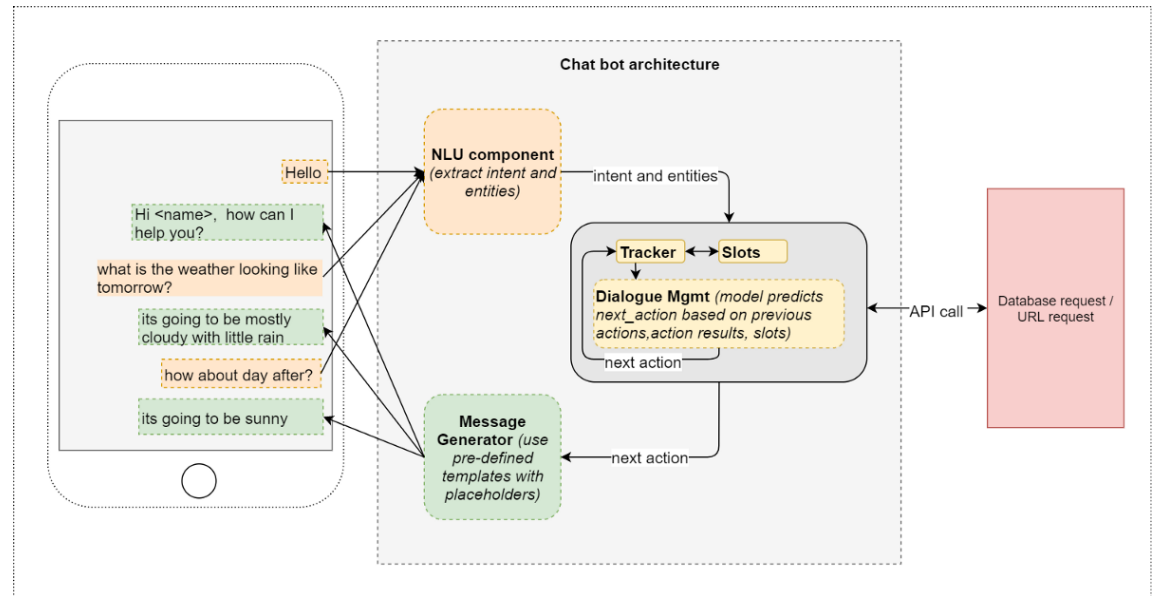 Chat bot architecture
Hello
Hi <name>,  how can I
help you?
what is the weather looking like
tomorrow?
its going to be mostly
cloudy with little rain
how about day after?
its going to be sunny
NLU component
(extract intent and
entities)
intent and entities
Tracker
Slots
Dialogue Mgmt (model predicts
next_action based on previous
actions,action results, slots)
next action
API call
Database request /
URL request
Message
Generator (use
pre-defined
templates with
placeholders)
next action